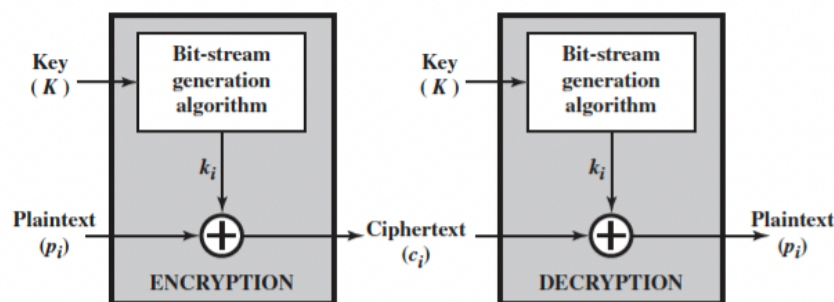 Key
( K )
Bit-stream
generation
algorithm
k_i
Plaintext
(p_i)
ENCRYPTION
Ciphertext
(c_i)
Key
( K )
Bit-stream
generation
algorithm
k_i
DECRYPTION
Plaintext
(p_i)